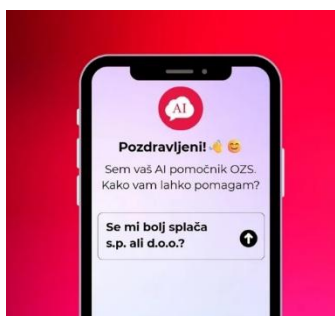 AI
Pozdravljeni! 👋 😊
Sem vaš AI pomočnik OZS.
Kako vam lahko pomagam?
Se mi bolj splača
s.p. ali d.o.o.?